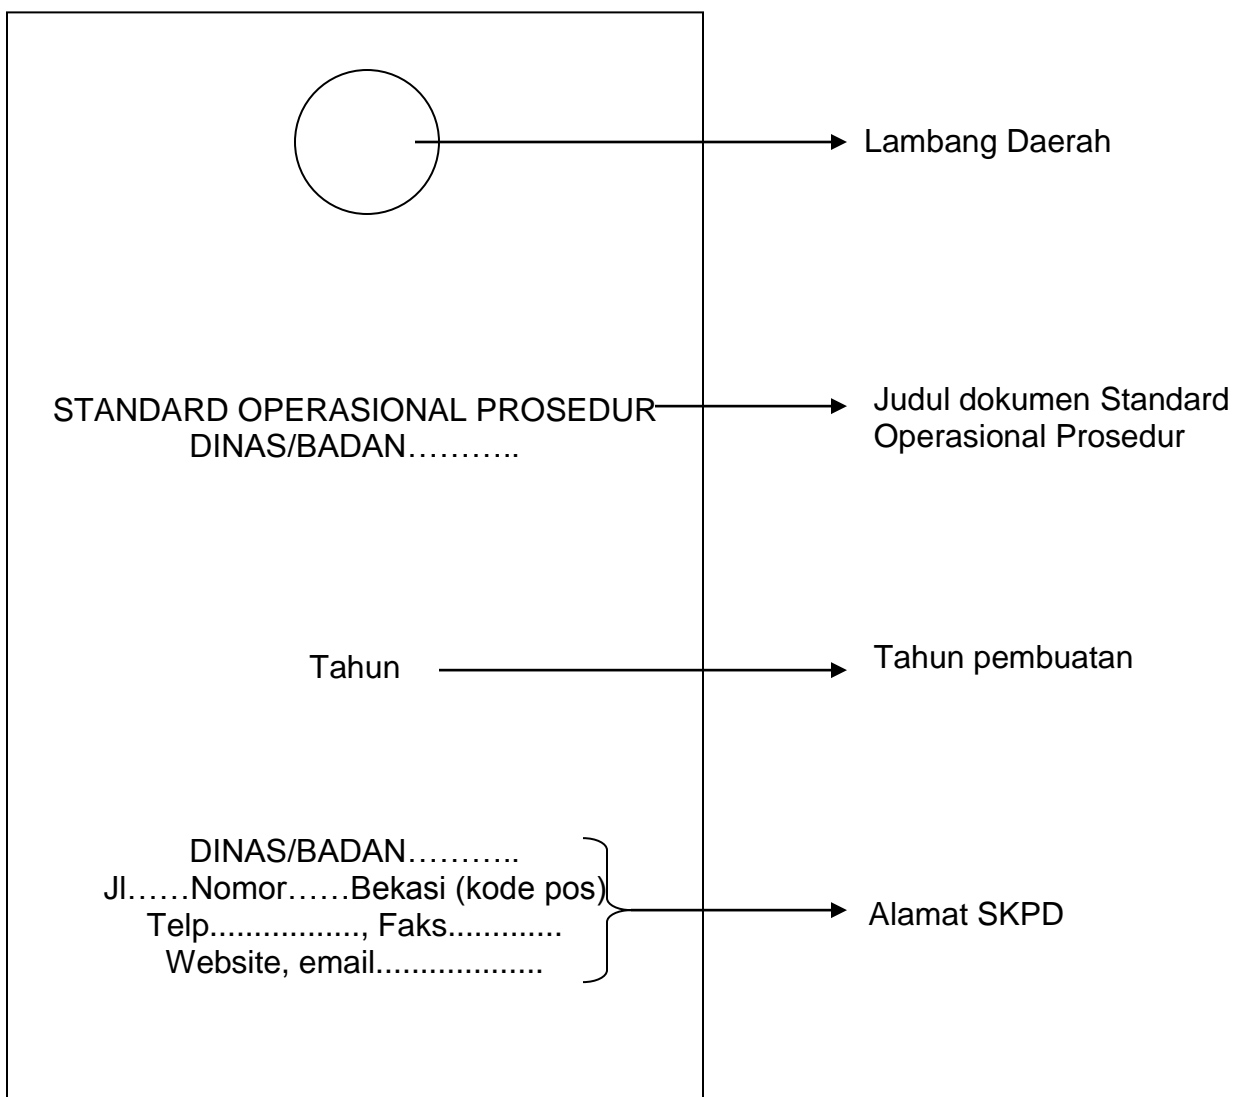 Lambang Daerah
STANDARD OPERASIONAL PROSEDUR
DINAS/BADAN………..
Judul dokumen Standard
Operasional Prosedur
Tahun
Tahun pembuatan
DINAS/BADAN………..
Jl……Nomor……Bekasi (kode pos)
Telp................., Faks.............
Website, email...................
Alamat SKPD